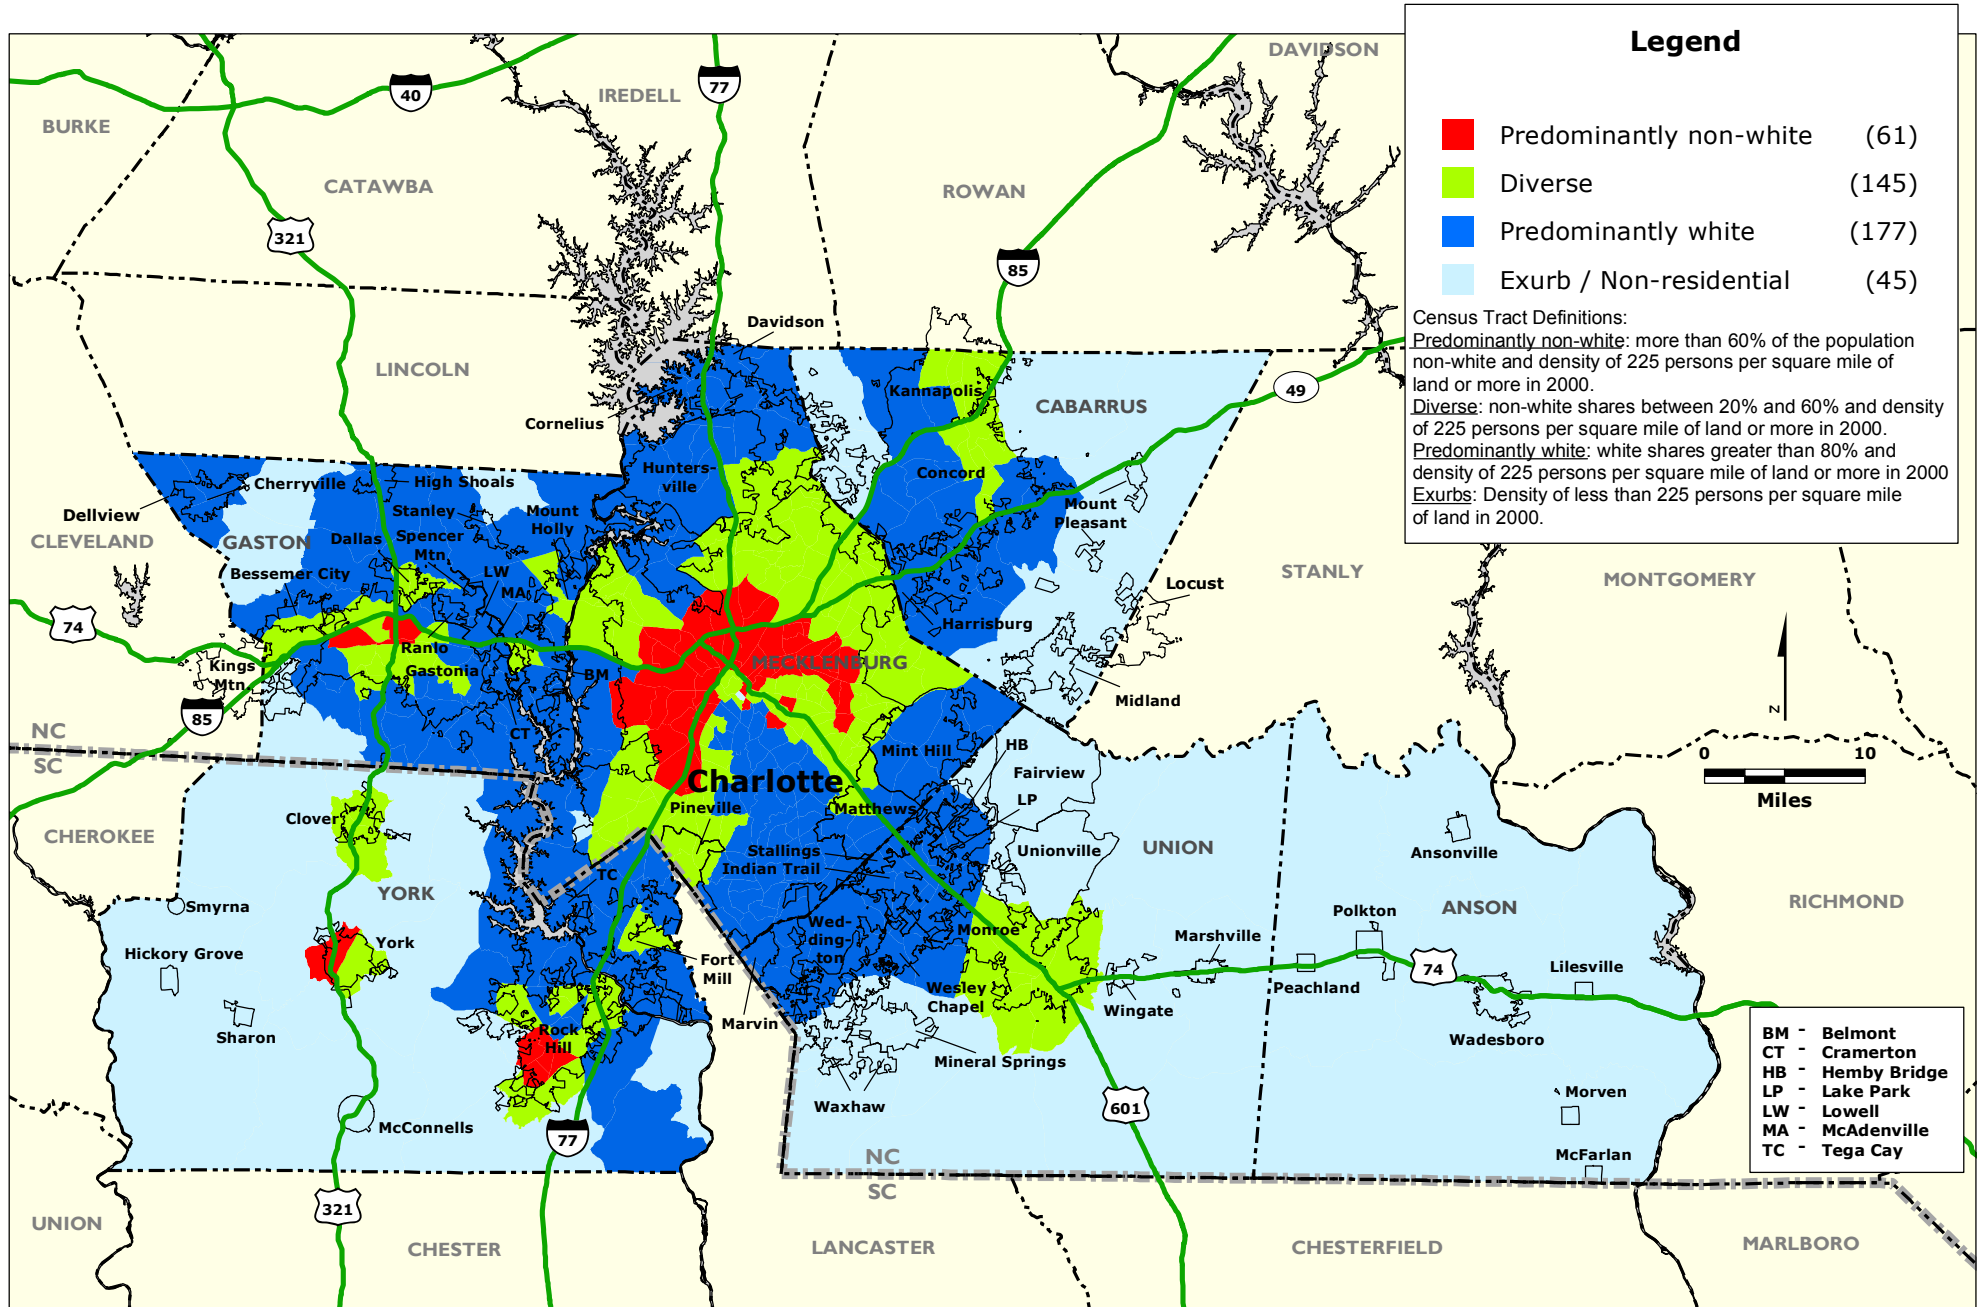 Legend
Predominantly non-white (61)
Diverse (145)
Predominantly white (177)
Exurb / Non-residential (45)
Census Tract Definitions:
Predominantly non-white: more than 60% of the population
non-white and density of 225 persons per square mile of
land or more in 2000.
Diverse: non-white shares between 20% and 60% and density
of 225 persons per square mile of land or more in 2000.
Predominantly white: white shares greater than 80% and
density of 225 persons per square mile of land or more in 2000
Exurbs: Density of less than 225 persons per square mile
of land in 2000.
DAVIDSON
77
40
IREDELL
BURKE
CATAWBA
ROWAN
321
85
Davidson
LINCOLN
49
Kannapolis
CABARRUS
Cornelius
Hunters-
ville
Concord
Cherryville
High Shoals
Dellview
Stanley
Mount
Holly
Mount
Pleasant
CLEVELAND
GASTON
Dallas
Spencer
Mtn.
Bessemer City
LW
MA
STANLY
MONTGOMERY
Locust
74
Harrisburg
Ranlo
Kings
Mtn.
Gastonia
BM
MECKLENBURG
Midland
85
N
NC
SC
CT
Mint Hill
HB
0 10
Miles
Fairview
Charlotte
LP
Pineville
Matthews
Clover
CHEROKEE
Stallings
Indian Trail
Unionville
UNION
Ansonville
TC
YORK
Smyrna
Polkton
ANSON
RICHMOND
Wed-
ding-
ton
Monroe
Marshville
York
Hickory Grove
Fort
Mill
74
Lilesville
Peachland
Wesley
Chapel
Wingate
Marvin
Sharon
Rock
Hill
Wadesboro
Mineral Springs
Waxhaw
601
Morven
McConnells
77
McFarlan
NC
SC
BM - Belmont
CT - Cramerton
HB - Hemby Bridge
LP - Lake Park
LW - Lowell
MA - McAdenville
TC - Tega Cay
321
UNION
CHESTER
LANCASTER
CHESTERFIELD
MARLBORO